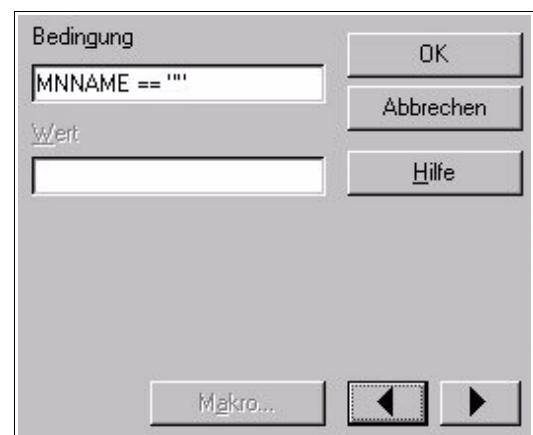 Bedingung
OK
MNNAME == ""
Abbrechen
Wert
Hilfe
Makro...